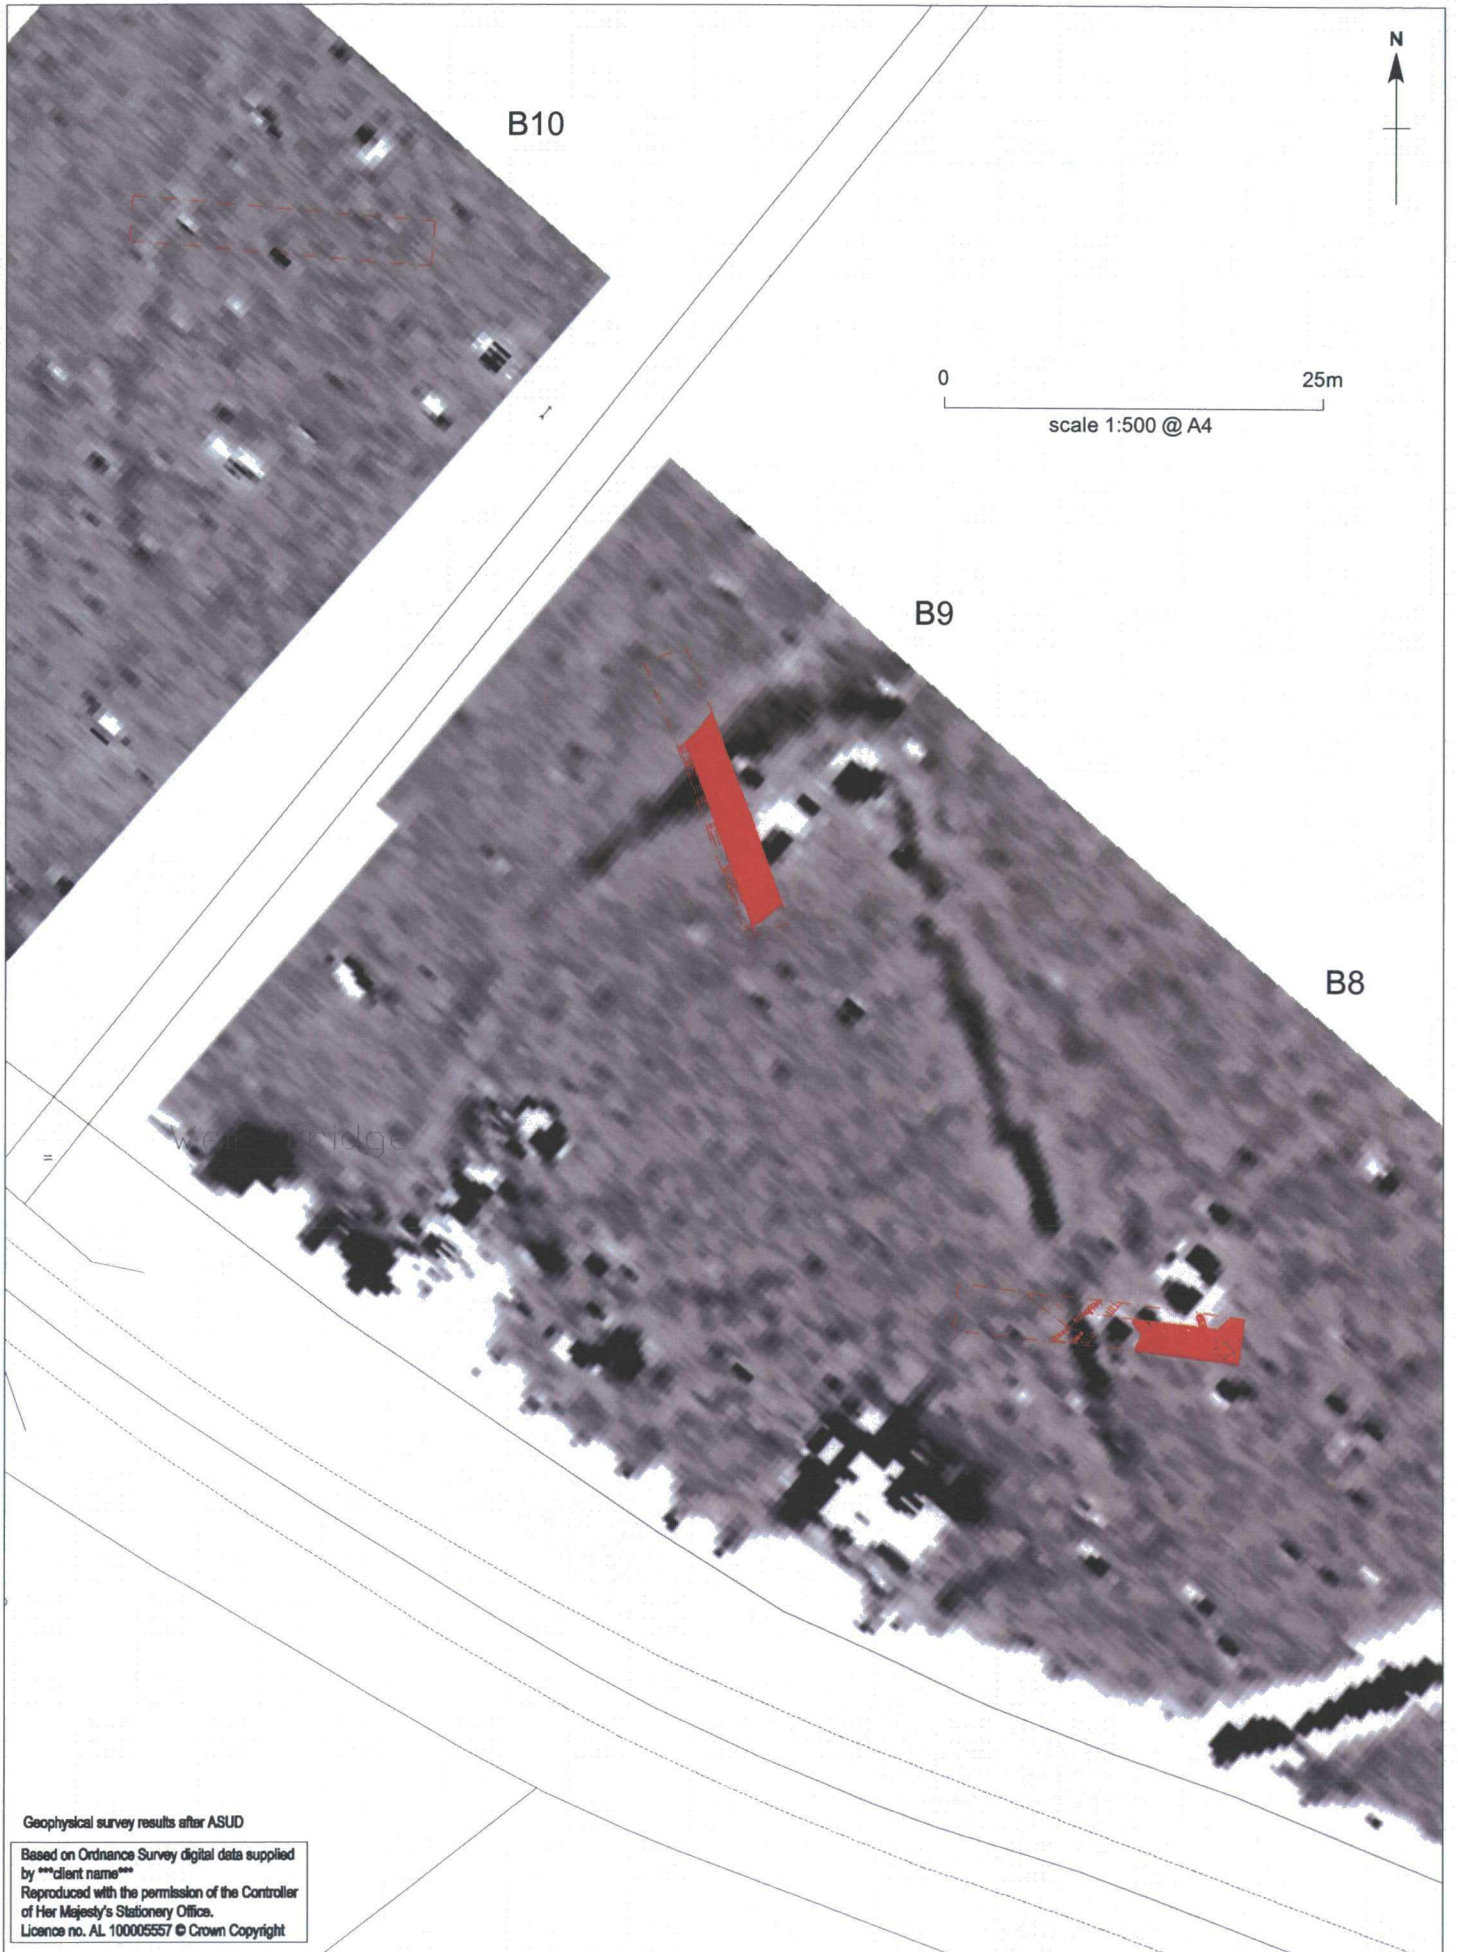 N
B10
0 25m
scale 1:500 @ A4
B9
B8
Geophysical survey results after ASUD
Based on Ordnance Survey digital data supplied
by ***client name***
Reproduced with the permission of the Controller
of Her Majesty's Stationery Office.
Licence no. AL 100005557 © Crown Copyright